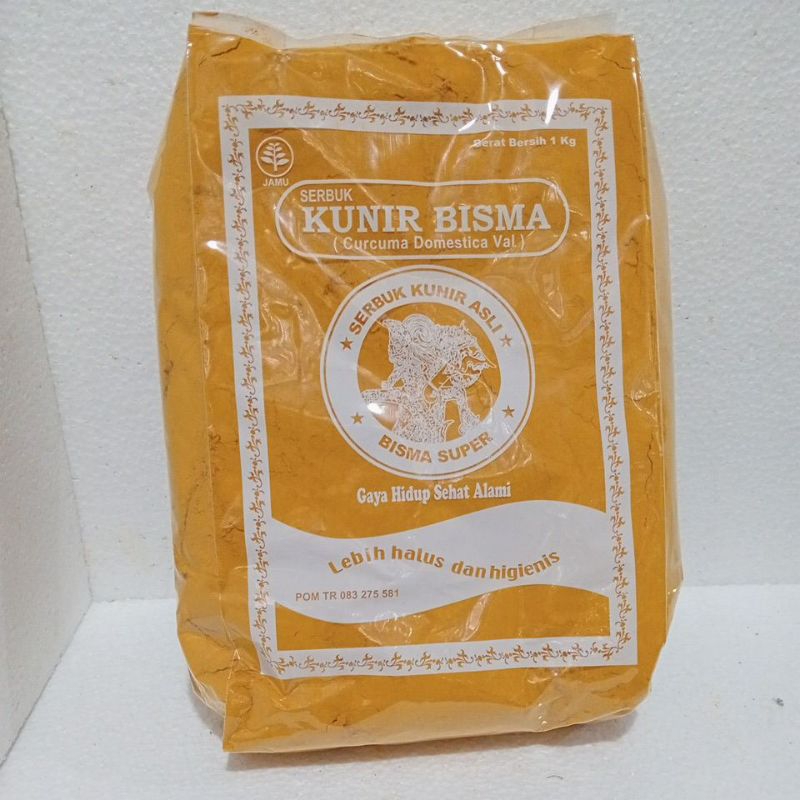 Berat Bersih 1 Kg
JAMU
SERBUK
KUNIR BISMA
( Curcuma Domestica Val )
SERBUK KUNIR ASLI
BISMA SUPER
Gaya Hidup Sehat Alami
Lebih halus dan higienis
POM TR 083 275 581